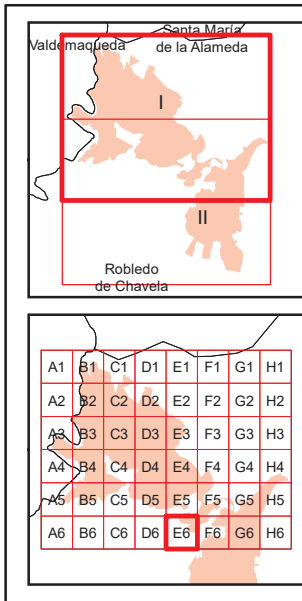 Santa María
Valdemaqueda de la Alameda
I
II
Robledo
de Chavela
A1 B1 C1 D1 E1 F1 G1 H1
A2 B2 C2 D2 E2 F2 G2 H2
A3 B3 C3 D3 E3 F3 G3 H3
A4 B4 C4 D4 E4 F4 G4 H4
A5 B5 C5 D5 E5 F5 G5 H5
A6 B6 C6 D6 E6 F6 G6 H6